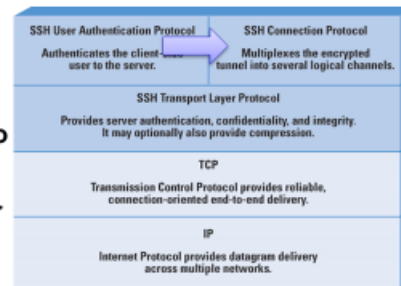 SSH User Authentication Protocol
Authenticates the client-
user to the server.
SSH Connection Protocol
Multiplexes the encrypted
tunnel into several logical channels.
SSH Transport Layer Protocol
Provides server authentication, confidentiality, and integrity.
It may optionally also provide compression.
TCP
Transmission Control Protocol provides reliable,
connection-oriented end-to-end delivery.
IP
Internet Protocol provides datagram delivery
across multiple networks.